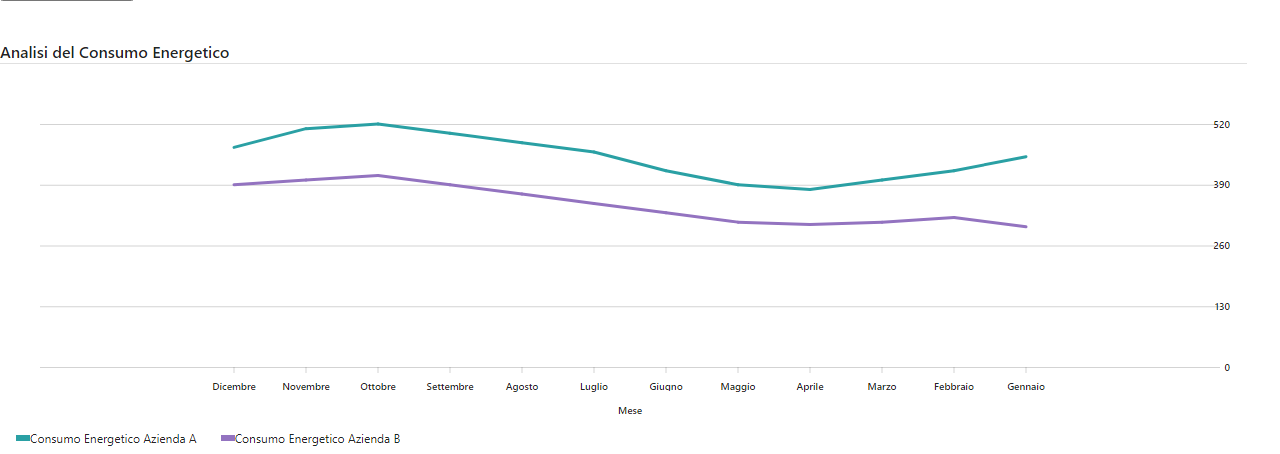 Analisi del Consumo Energetico
520
390
260
130
0
Dicembre Novembre Ottobre Settembre Agosto Luglio Giugno Maggio Aprile Marzo Febbraio Gennaio
Mese
Consumo Energetico Azienda A Consumo Energetico Azienda B